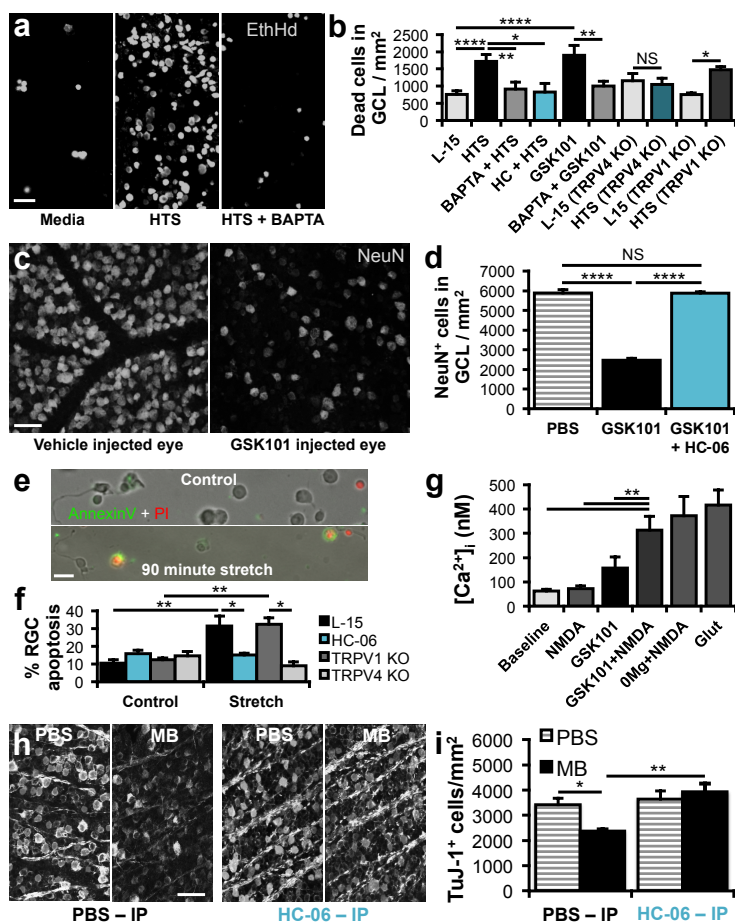 a
EthHd
Media
HTS
HTS + BAPTA
b
Dead cells in
GCL / mm²
2500
2000
1500
1000
500
0
****
****
*
**
**
NS
*
L-15
HTS
BAPTA + HTS
HC + HTS
GSK101
BAPTA + GSK101
L-15 (TRPV4 KO)
HTS (TRPV4 KO)
L15 (TRPV1 KO)
HTS (TRPV1 KO)
c
NeuN
Vehicle injected eye
GSK101 injected eye
d
NeuN⁺ cells in
GCL / mm²
8000
7000
6000
5000
4000
3000
2000
1000
0
NS
****
****
PBS
GSK101
GSK101
+ HC-06
e
Control
AnnexinV + PI
90 minute stretch
f
% RGC
apoptosis
40
30
20
10
0
**
**
*
*
L-15
HC-06
TRPV1 KO
TRPV4 KO
Control
Stretch
g
[Ca²⁺]ᵢ (nM)
500
400
300
200
100
0
**
Baseline
NMDA
GSK101
GSK101+NMDA
0Mg+NMDA
Glut
h
PBS
MB
PBS
MB
PBS – IP
HC-06 – IP
i
TuJ-1⁺ cells/mm²
6000
5000
4000
3000
2000
1000
0
PBS
MB
*
**
PBS – IP
HC-06 – IP